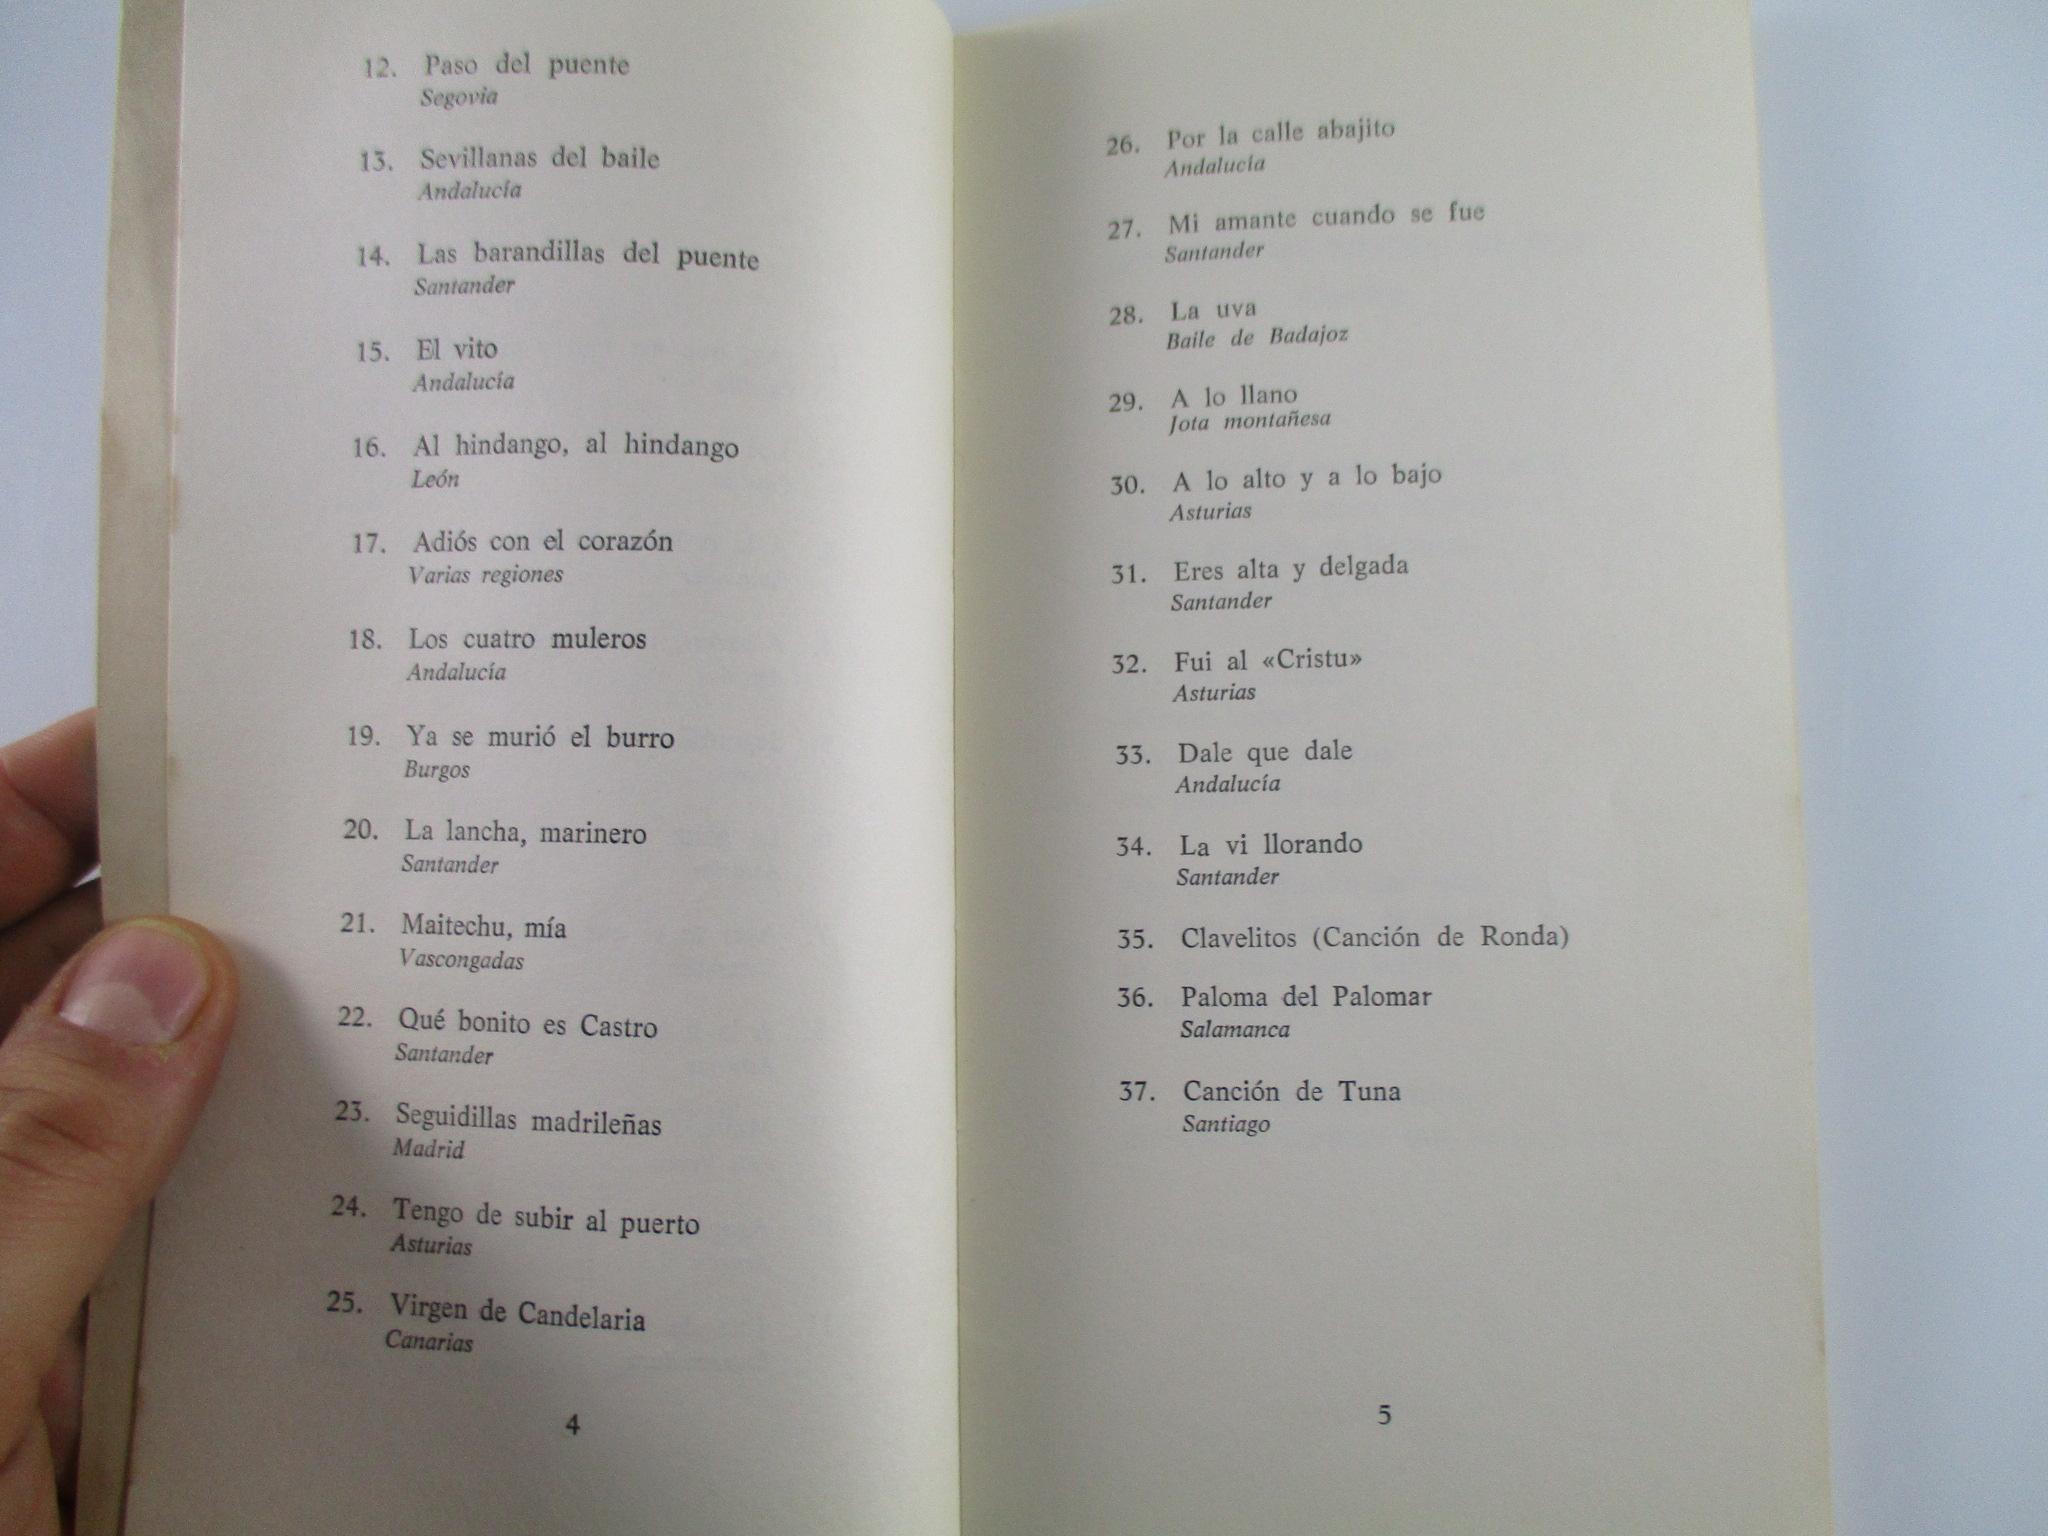 12. Paso del puente
Segovia
13. Sevillanas del baile
Andalucía
14. Las barandillas del puente
Santander
15. El vito
Andalucía
16. Al hindango, al hindango
León
17. Adiós con el corazón
Varias regiones
18. Los cuatro muleros
Andalucía
19. Ya se murió el burro
Burgos
20. La lancha, marinero
Santander
21. Maitechu, mía
Vascongadas
22. Qué bonito es Castro
Santander
23. Seguidillas madrileñas
Madrid
24. Tengo de subir al puerto
Asturias
25. Virgen de Candelaria
Canarias
4
26. Por la calle abajito
Andalucía
27. Mi amante cuando se fue
Santander
28. La uva
Baile de Badajoz
29. A lo llano
Jota montañesa
30. A lo alto y a lo bajo
Asturias
31. Eres alta y delgada
Santander
32. Fui al «Cristu»
Asturias
33. Dale que dale
Andalucía
34. La vi llorando
Santander
35. Clavelitos (Canción de Ronda)
36. Paloma del Palomar
Salamanca
37. Canción de Tuna
Santiago
5